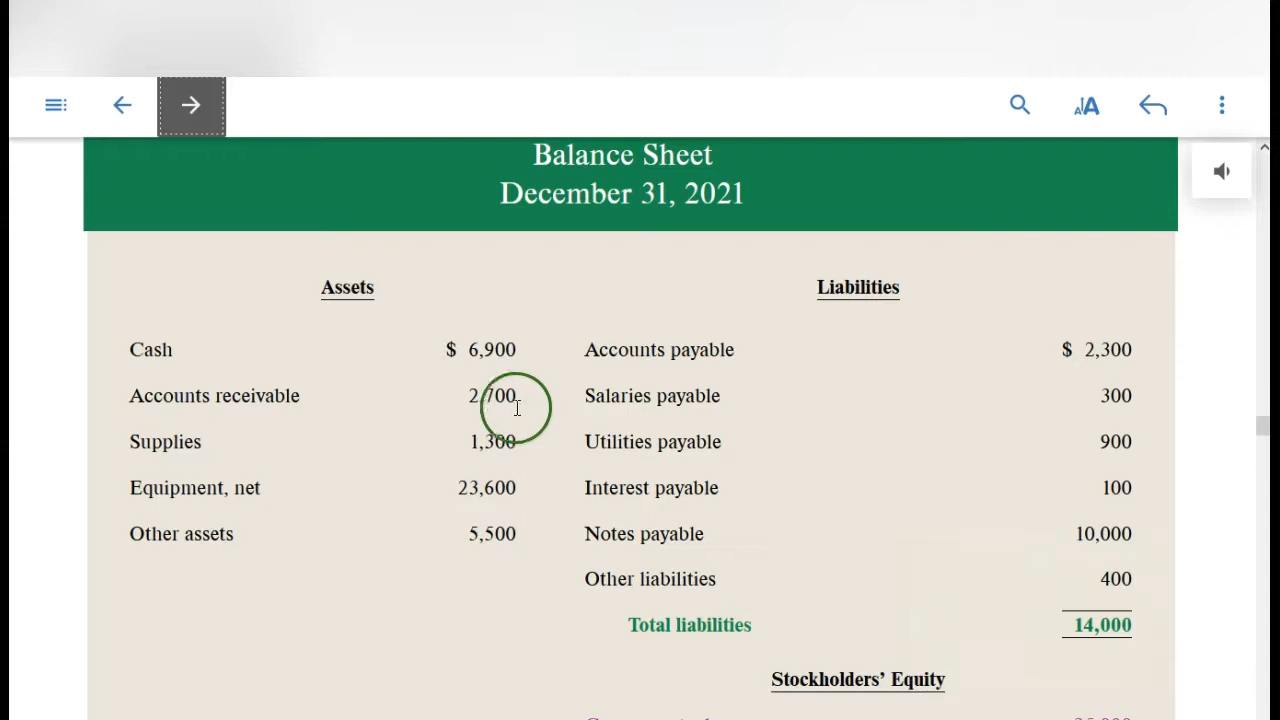 Balance Sheet
December 31, 2021
Assets
Liabilities
Cash $ 6,900 Accounts payable $ 2,300
Accounts receivable 2,700 Salaries payable 300
Supplies 1,300 Utilities payable 900
Equipment, net 23,600 Interest payable 100
Other assets 5,500 Notes payable 10,000
Other liabilities 400
Total liabilities 14,000
Stockholders’ Equity